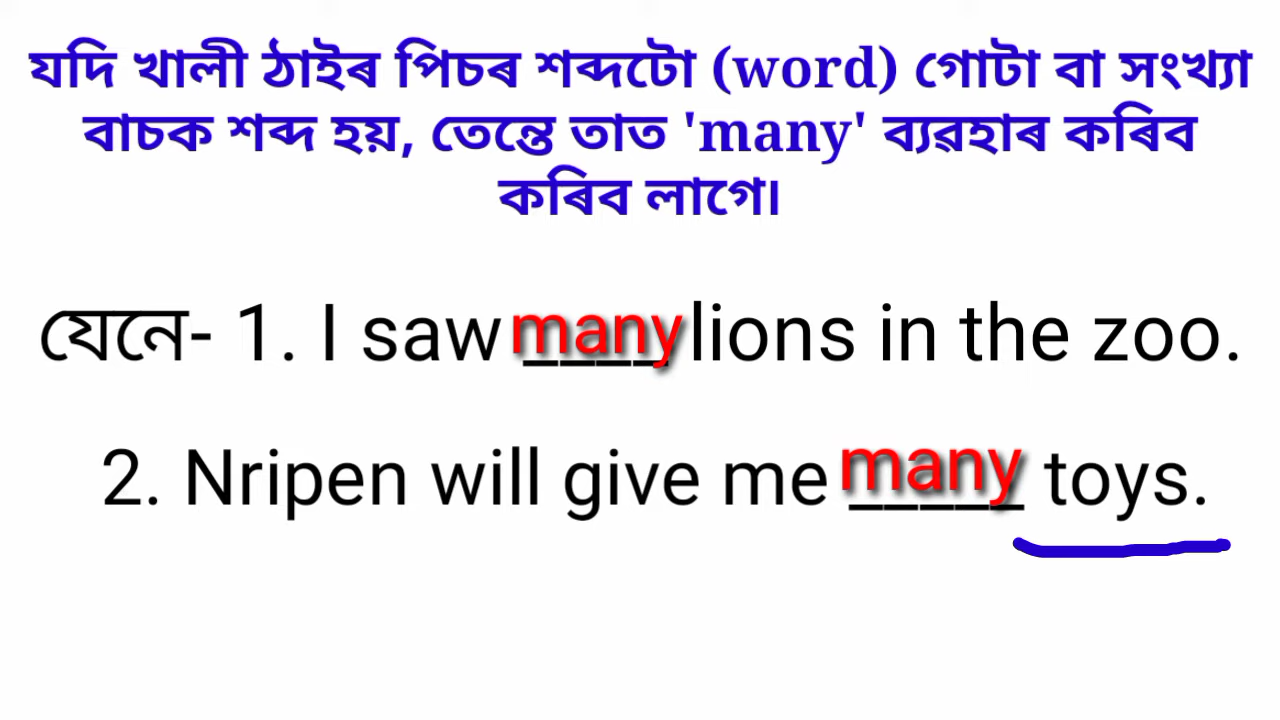 যদি খালী ঠাইৰ পিচৰ শব্দটো (word) গোটা বা সংখ্যা
বাচক শব্দ হয়, তেন্তে তাত 'many' ব্যৱহাৰ কৰিব
কৰিব লাগে।
যেনে- 1. I saw many lions in the zoo.
2. Nripen will give me many toys.